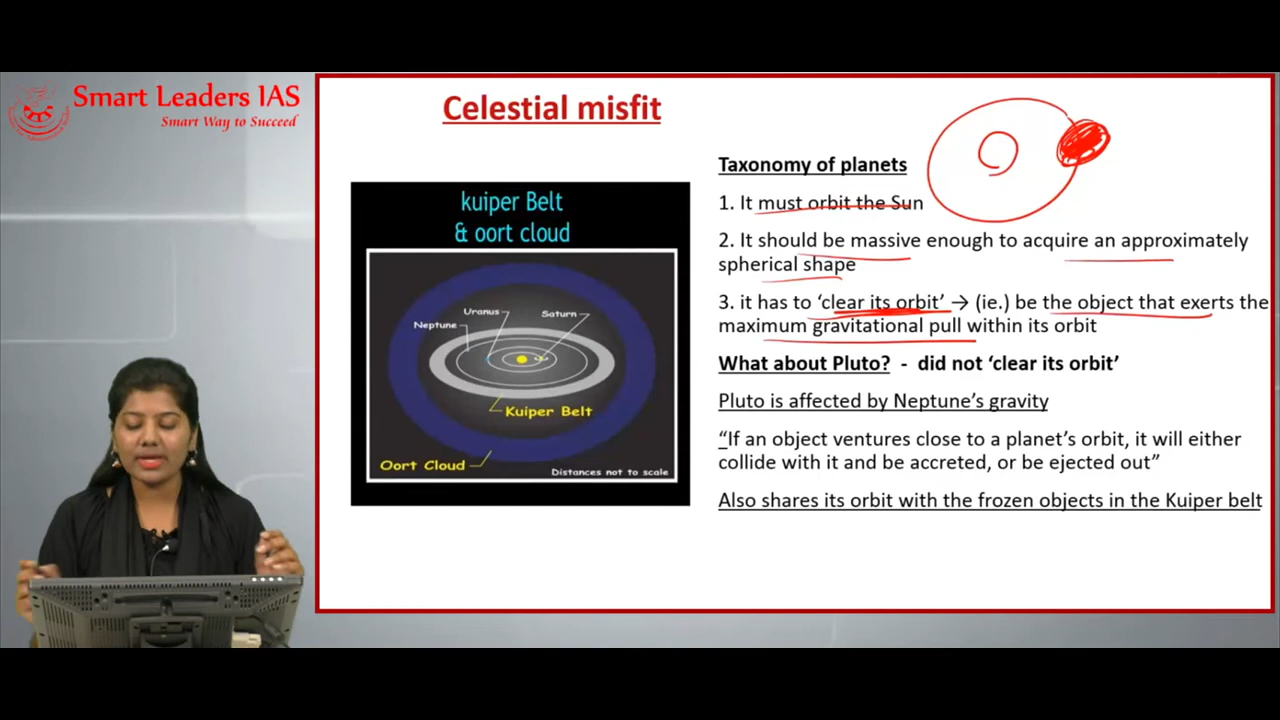 Smart Leaders IAS
Smart Way to Succeed
Celestial misfit
kuiper Belt
& oort cloud
Uranus
Saturn
Neptune
Kuiper Belt
Oort Cloud
Distances not to scale
Taxonomy of planets
1. It must orbit the Sun
2. It should be massive enough to acquire an approximately
spherical shape
3. it has to ‘clear its orbit’ → (ie.) be the object that exerts the
maximum gravitational pull within its orbit
What about Pluto? - did not ‘clear its orbit’
Pluto is affected by Neptune’s gravity
“If an object ventures close to a planet’s orbit, it will either
collide with it and be accreted, or be ejected out”
Also shares its orbit with the frozen objects in the Kuiper belt